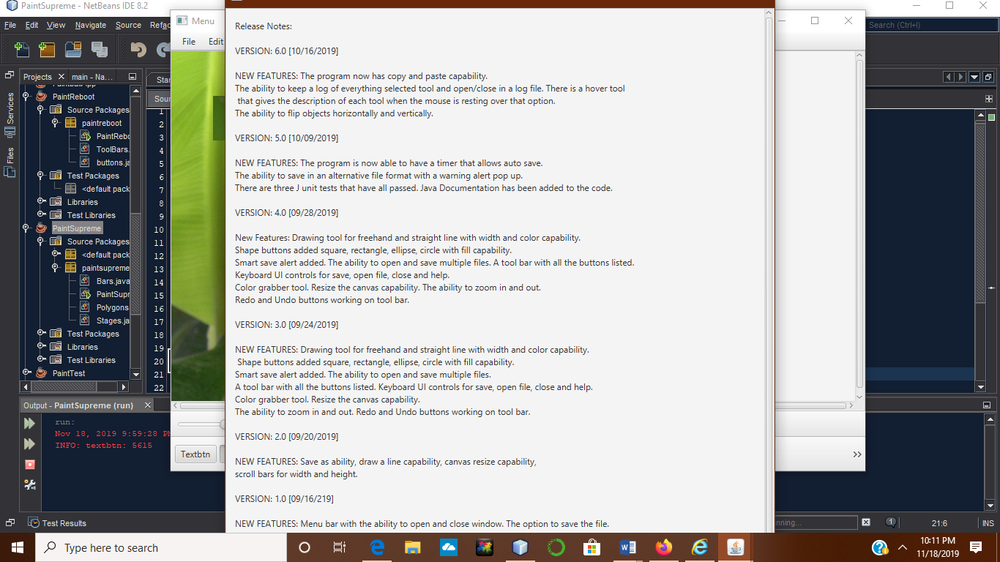 PaintSupreme - NetBeans IDE 8.2
File Edit View Navigate Source
Search (Ctrl+I)
Menu
File Edit
Projects main - Na...
Services
Files
PaintReboot
Source Packages
paintreboot
ToolBars.
buttons.ja
Test Packages
<default pack
Libraries
Test Libraries
PaintSupreme
Source Packages
<default pack
paintsupreme
Bars.java
PaintSupr
Polygons.
Stages.ja
Test Packages
Libraries
Test Libraries
PaintTest
1
2
3
4
5
6
7
8
9
10
11
12
13
14
15
16
17
18
19
20
21
22
Release Notes:
VERSION: 6.0 [10/16/2019]
NEW FEATURES: The program now has copy and paste capability.
The ability to keep a log of everything selected tool and open/close in a log file. There is a hover tool
that gives the description of each tool when the mouse is resting over that option.
The ability to flip objects horizontally and vertically.
VERSION: 5.0 [10/09/2019]
NEW FEATURES: The program is now able to have a timer that allows auto save.
The ability to save in an alternative file format with a warning alert pop up.
There are three J unit tests that have all passed. Java Documentation has been added to the code.
VERSION: 4.0 [09/28/2019]
New Features: Drawing tool for freehand and straight line with width and color capability.
Shape buttons added square, rectangle, ellipse, circle with fill capability.
Smart save alert added. The ability to open and save multiple files. A tool bar with all the buttons listed.
Keyboard UI controls for save, open file, close and help.
Color grabber tool. Resize the canvas capability. The ability to zoom in and out.
Redo and Undo buttons working on tool bar.
VERSION: 3.0 [09/24/2019]
NEW FEATURES: Drawing tool for freehand and straight line with width and color capability.
Shape buttons added square, rectangle, ellipse, circle with fill capability.
Smart save alert added. The ability to open and save multiple files.
A tool bar with all the buttons listed. Keyboard UI controls for save, open file, close and help.
Color grabber tool. Resize the canvas capability.
The ability to zoom in and out. Redo and Undo buttons working on tool bar.
VERSION: 2.0 [09/20/2019]
NEW FEATURES: Save as ability, draw a line capability, canvas resize capability,
scroll bars for width and height.
VERSION: 1.0 [09/16/219]
NEW FEATURES: Menu bar with the ability to open and close window. The option to save the file.
Output - PaintSupreme (run)
run:
Nov 18, 2019 9:59:28 PM
INFO: textbtn: 5615
Textbtn
Test Results
nning...
1
21:6
INS
Type here to search
10:11 PM
11/18/2019